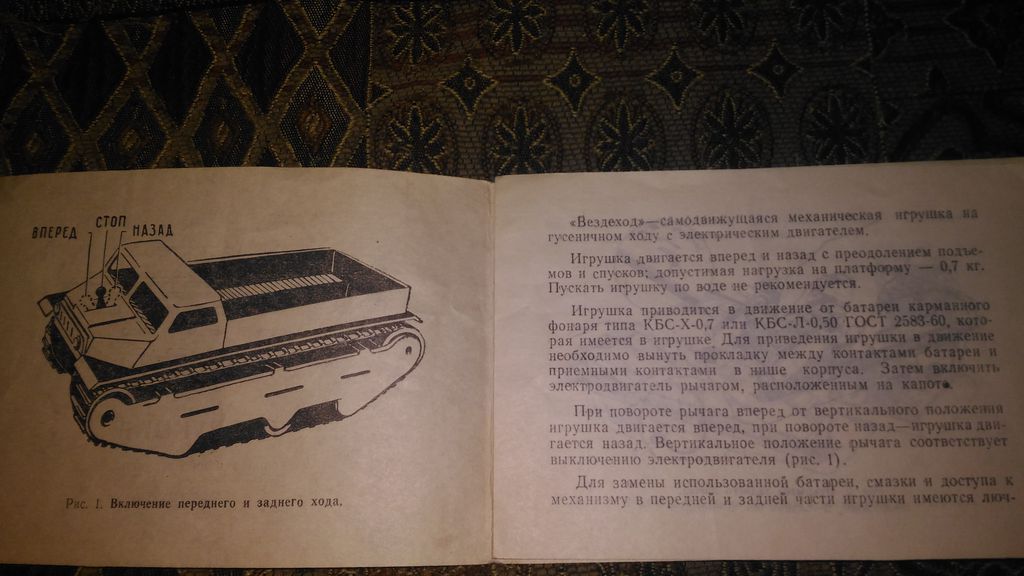 ВПЕРЕД
СТОП
НАЗАД
Рис. 1. Включение переднего и заднего хода.
«Вездеход»—самодвижущаяся механическая игрушка на
гусеничном ходу с электрическим двигателем.
Игрушка двигается вперед и назад с преодолением подъе-
мов и спусков; допустимая нагрузка на платформу — 0,7 кг.
Пускать игрушку по воде не рекомендуется.
Игрушка приводится в движение от батареи карманного
фонаря типа КБС-Х-0,7 или КБС-Л-0,50 ГОСТ 2583-60, кото-
рая имеется в игрушке. Для приведения игрушки в движение
необходимо вынуть прокладку между контактами батареи и
приемными контактами в нише корпуса. Затем включить
электродвигатель рычагом, расположенным на капоте.
При повороте рычага вперед от вертикального положения
игрушка двигается вперед, при повороте назад—игрушка дви-
гается назад. Вертикальное положение рычага соответствует
выключению электродвигателя (рис. 1).
Для замены использованной батареи, смазки и доступа к
механизму в передней и задней части игрушки имеются люч-